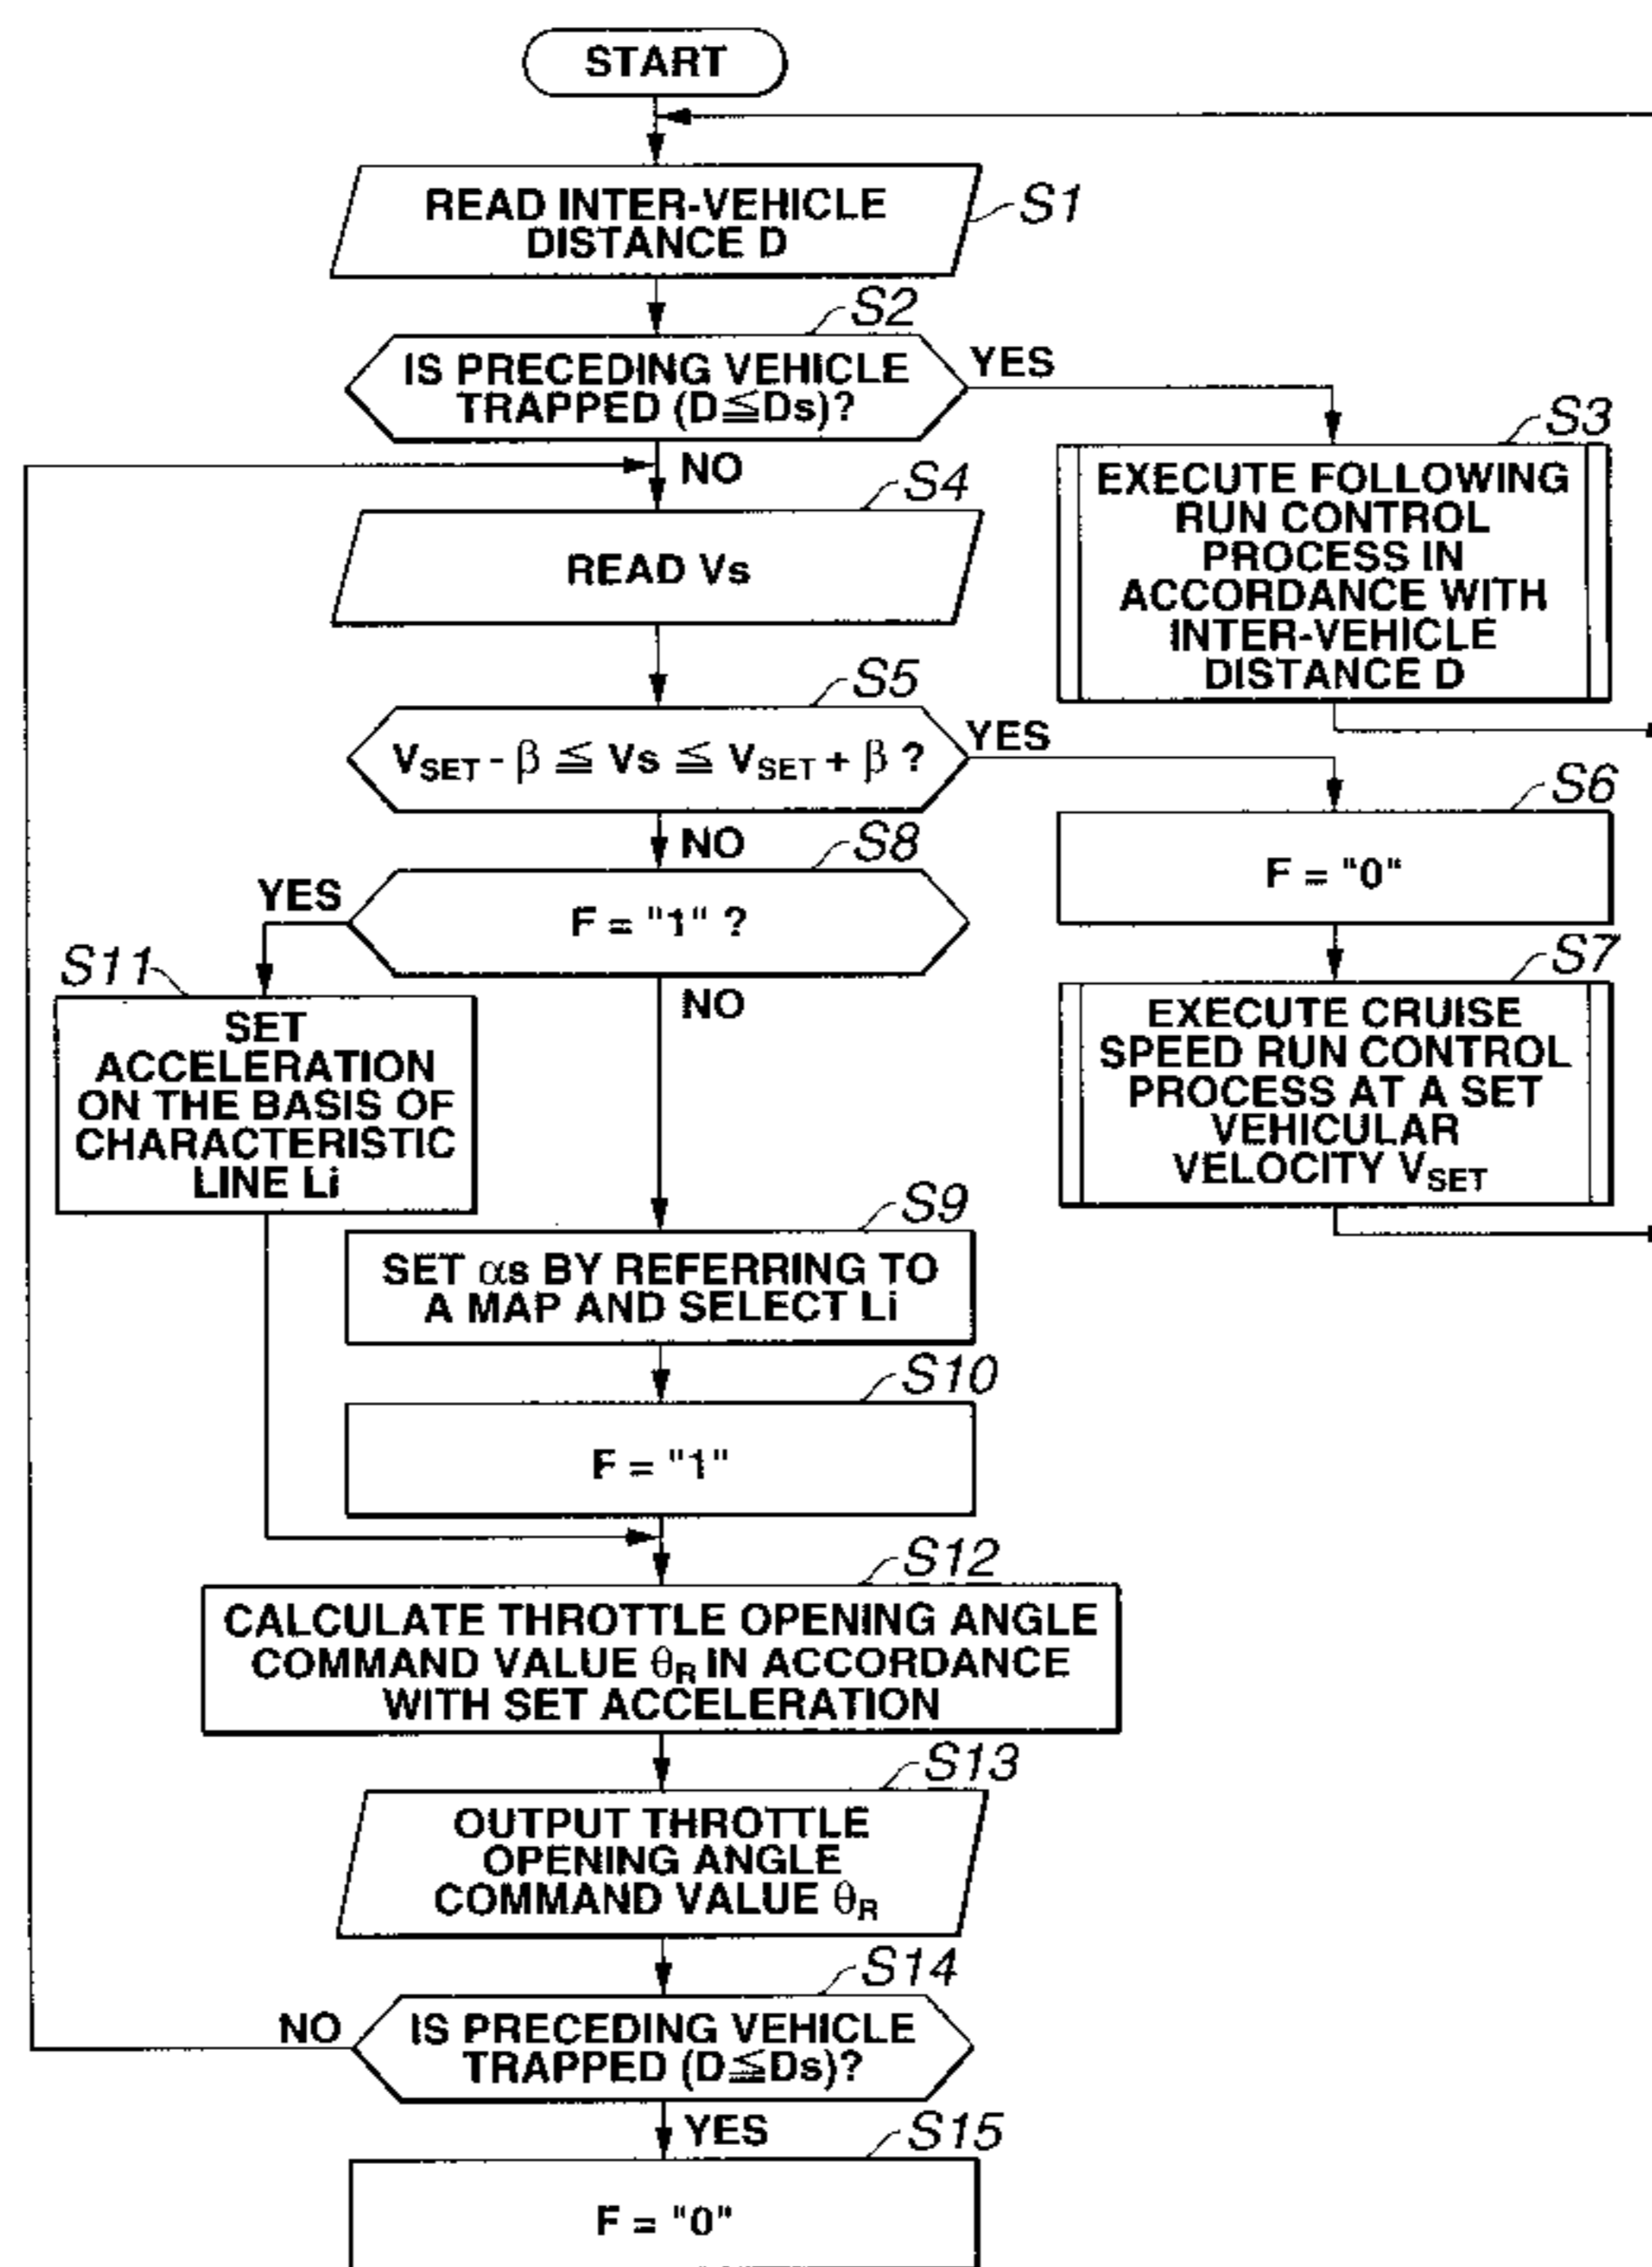 START
READ INTER-VEHICLE
DISTANCE D
S1
S2
IS PRECEDING VEHICLE
TRAPPED (D≦Ds)?
YES
NO
S3
EXECUTE FOLLOWING
RUN CONTROL
PROCESS IN
ACCORDANCE WITH
INTER-VEHICLE
DISTANCE D
S4
READ Vs
S5
VSET - β ≦ Vs ≦ VSET + β ?
YES
NO
S6
F = "0"
S7
EXECUTE CRUISE
SPEED RUN CONTROL
PROCESS AT A SET
VEHICULAR
VELOCITY VSET
S8
F = "1" ?
YES
NO
S11
SET
ACCELERATION
ON THE BASIS OF
CHARACTERISTIC
LINE Li
S9
SET αs BY REFERRING TO
A MAP AND SELECT Li
S10
F = "1"
S12
CALCULATE THROTTLE OPENING ANGLE
COMMAND VALUE θR IN ACCORDANCE
WITH SET ACCELERATION
S13
OUTPUT THROTTLE
OPENING ANGLE
COMMAND VALUE θR
S14
IS PRECEDING VEHICLE
TRAPPED (D≦Ds)?
NO
YES
S15
F = "0"